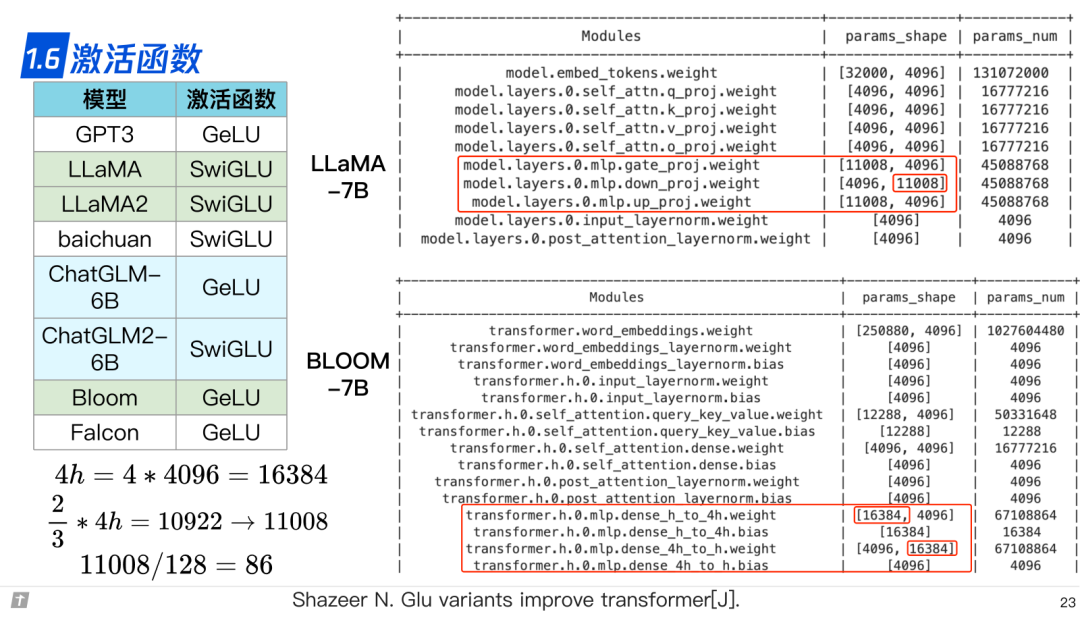 1.6 激活函数
模型 激活函数
GPT3 GeLU
LLaMA SwiGLU
LLaMA2 SwiGLU
baichuan SwiGLU
ChatGLM-
6B GeLU
ChatGLM2-
6B SwiGLU
Bloom GeLU
Falcon GeLU
4h = 4 * 4096 = 16384
2/3 * 4h = 10922 → 11008
11008/128 = 86
LLaMA
-7B
Modules | params_shape | params_num
model.embed_tokens.weight | [32000, 4096] | 131072000
model.layers.0.self_attn.q_proj.weight | [4096, 4096] | 16777216
model.layers.0.self_attn.k_proj.weight | [4096, 4096] | 16777216
model.layers.0.self_attn.v_proj.weight | [4096, 4096] | 16777216
model.layers.0.self_attn.o_proj.weight | [4096, 4096] | 16777216
model.layers.0.mlp.gate_proj.weight | [11008, 4096] | 45088768
model.layers.0.mlp.down_proj.weight | [4096, 11008] | 45088768
model.layers.0.mlp.up_proj.weight | [11008, 4096] | 45088768
model.layers.0.input_layernorm.weight | [4096] | 4096
model.layers.0.post_attention_layernorm.weight | [4096] | 4096
BLOOM
-7B
Modules | params_shape | params_num
transformer.word_embeddings.weight | [250880, 4096] | 1027604480
transformer.word_embeddings_layernorm.weight | [4096] | 4096
transformer.word_embeddings_layernorm.bias | [4096] | 4096
transformer.h.0.input_layernorm.weight | [4096] | 4096
transformer.h.0.input_layernorm.bias | [4096] | 4096
transformer.h.0.self_attention.query_key_value.weight | [12288, 4096] | 50331648
transformer.h.0.self_attention.query_key_value.bias | [12288] | 12288
transformer.h.0.self_attention.dense.weight | [4096, 4096] | 16777216
transformer.h.0.self_attention.dense.bias | [4096] | 4096
transformer.h.0.post_attention_layernorm.weight | [4096] | 4096
transformer.h.0.post_attention_layernorm.bias | [4096] | 4096
transformer.h.0.mlp.dense_h_to_4h.weight | [16384, 4096] | 67108864
transformer.h.0.mlp.dense_h_to_4h.bias | [16384] | 16384
transformer.h.0.mlp.dense_4h_to_h.weight | [4096, 16384] | 67108864
transformer.h.0.mlp.dense_4h_to_h.bias | [4096] | 4096
Shazeer N. Glu variants improve transformer[J].
23